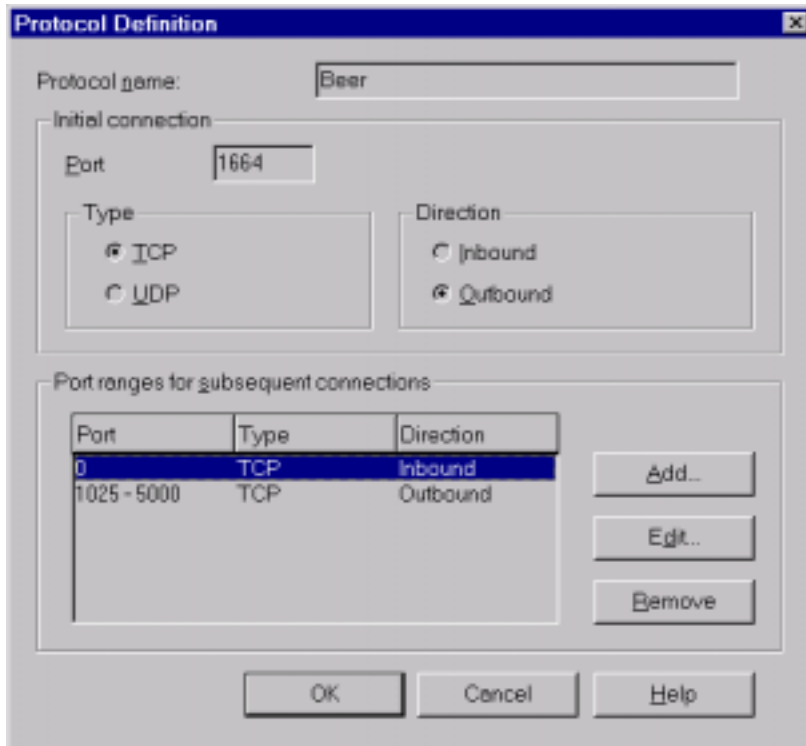 Protocol Definition
Protocol name: Beer
Initial connection
Port 1664
Type Direction
TCP Inbound
UDP Outbound
Port ranges for subsequent connections
Port Type Direction
0 TCP Inbound
1025 - 5000 TCP Outbound
Add...
Edit...
Remove
OK Cancel Help